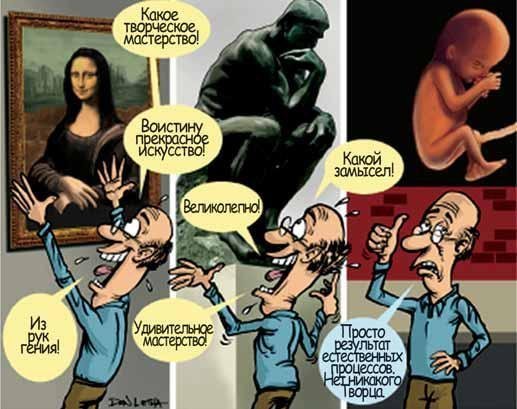 Какое
творческое
мастерство!
Воистину
прекрасное
искусство!
Из
рук
гения!
Великолепно!
Какой
замысел!
Удивительное
мастерство!
Просто
результат
естественных
процессов.
Нет никакого
Творца